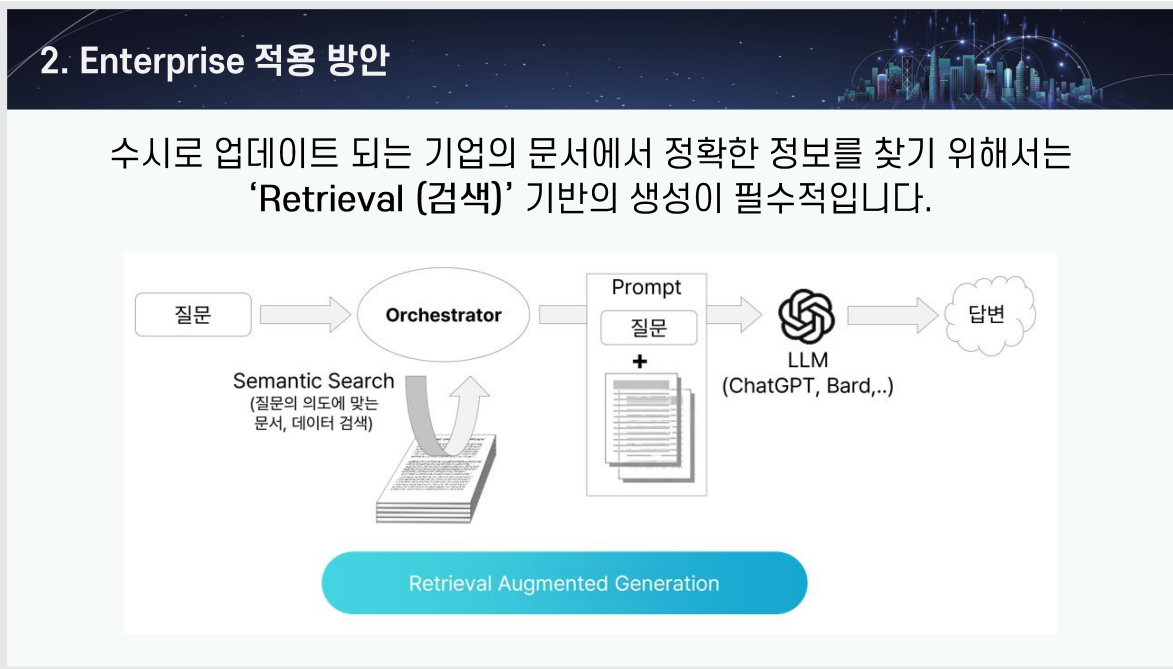 2. Enterprise 적용 방안
수시로 업데이트 되는 기업의 문서에서 정확한 정보를 찾기 위해서는
‘Retrieval (검색)’ 기반의 생성이 필수적입니다.
질문
Orchestrator
Prompt
질문
+
LLM
(ChatGPT, Bard,..)
답변
Semantic Search
(질문의 의도에 맞는
문서, 데이터 검색)
Retrieval Augmented Generation